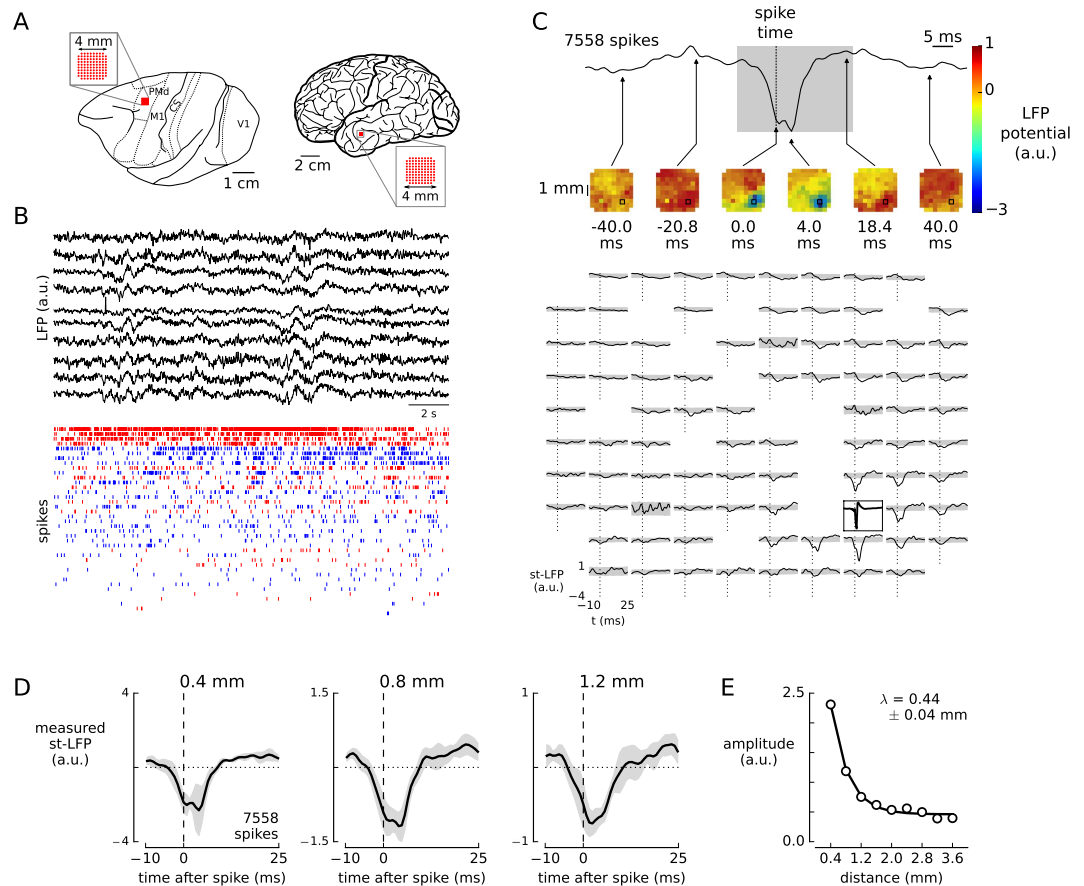 A
4 mm
PMd
M1
CS
V1
1 cm
2 cm
4 mm
B
LFP (a.u.)
2 s
spikes
C
spike
time
7558 spikes
5 ms
1
0
−3
LFP
potential
(a.u.)
1 mm
-40.0
ms
-20.8
ms
0.0
ms
4.0
ms
18.4
ms
40.0
ms
st-LFP
(a.u.)
1
−4
−10
25
t (ms)
D
measured
st-LFP
(a.u.)
0.4 mm
4
−4
7558
spikes
−10
0
25
time after spike (ms)
0.8 mm
1.5
−1.5
−10
0
25
time after spike (ms)
1.2 mm
1
−1
−10
0
25
time after spike (ms)
E
2.5
0.0
amplitude
(a.u.)
λ = 0.44
± 0.04 mm
0.4
1.2
2.0
2.8
3.6
distance (mm)